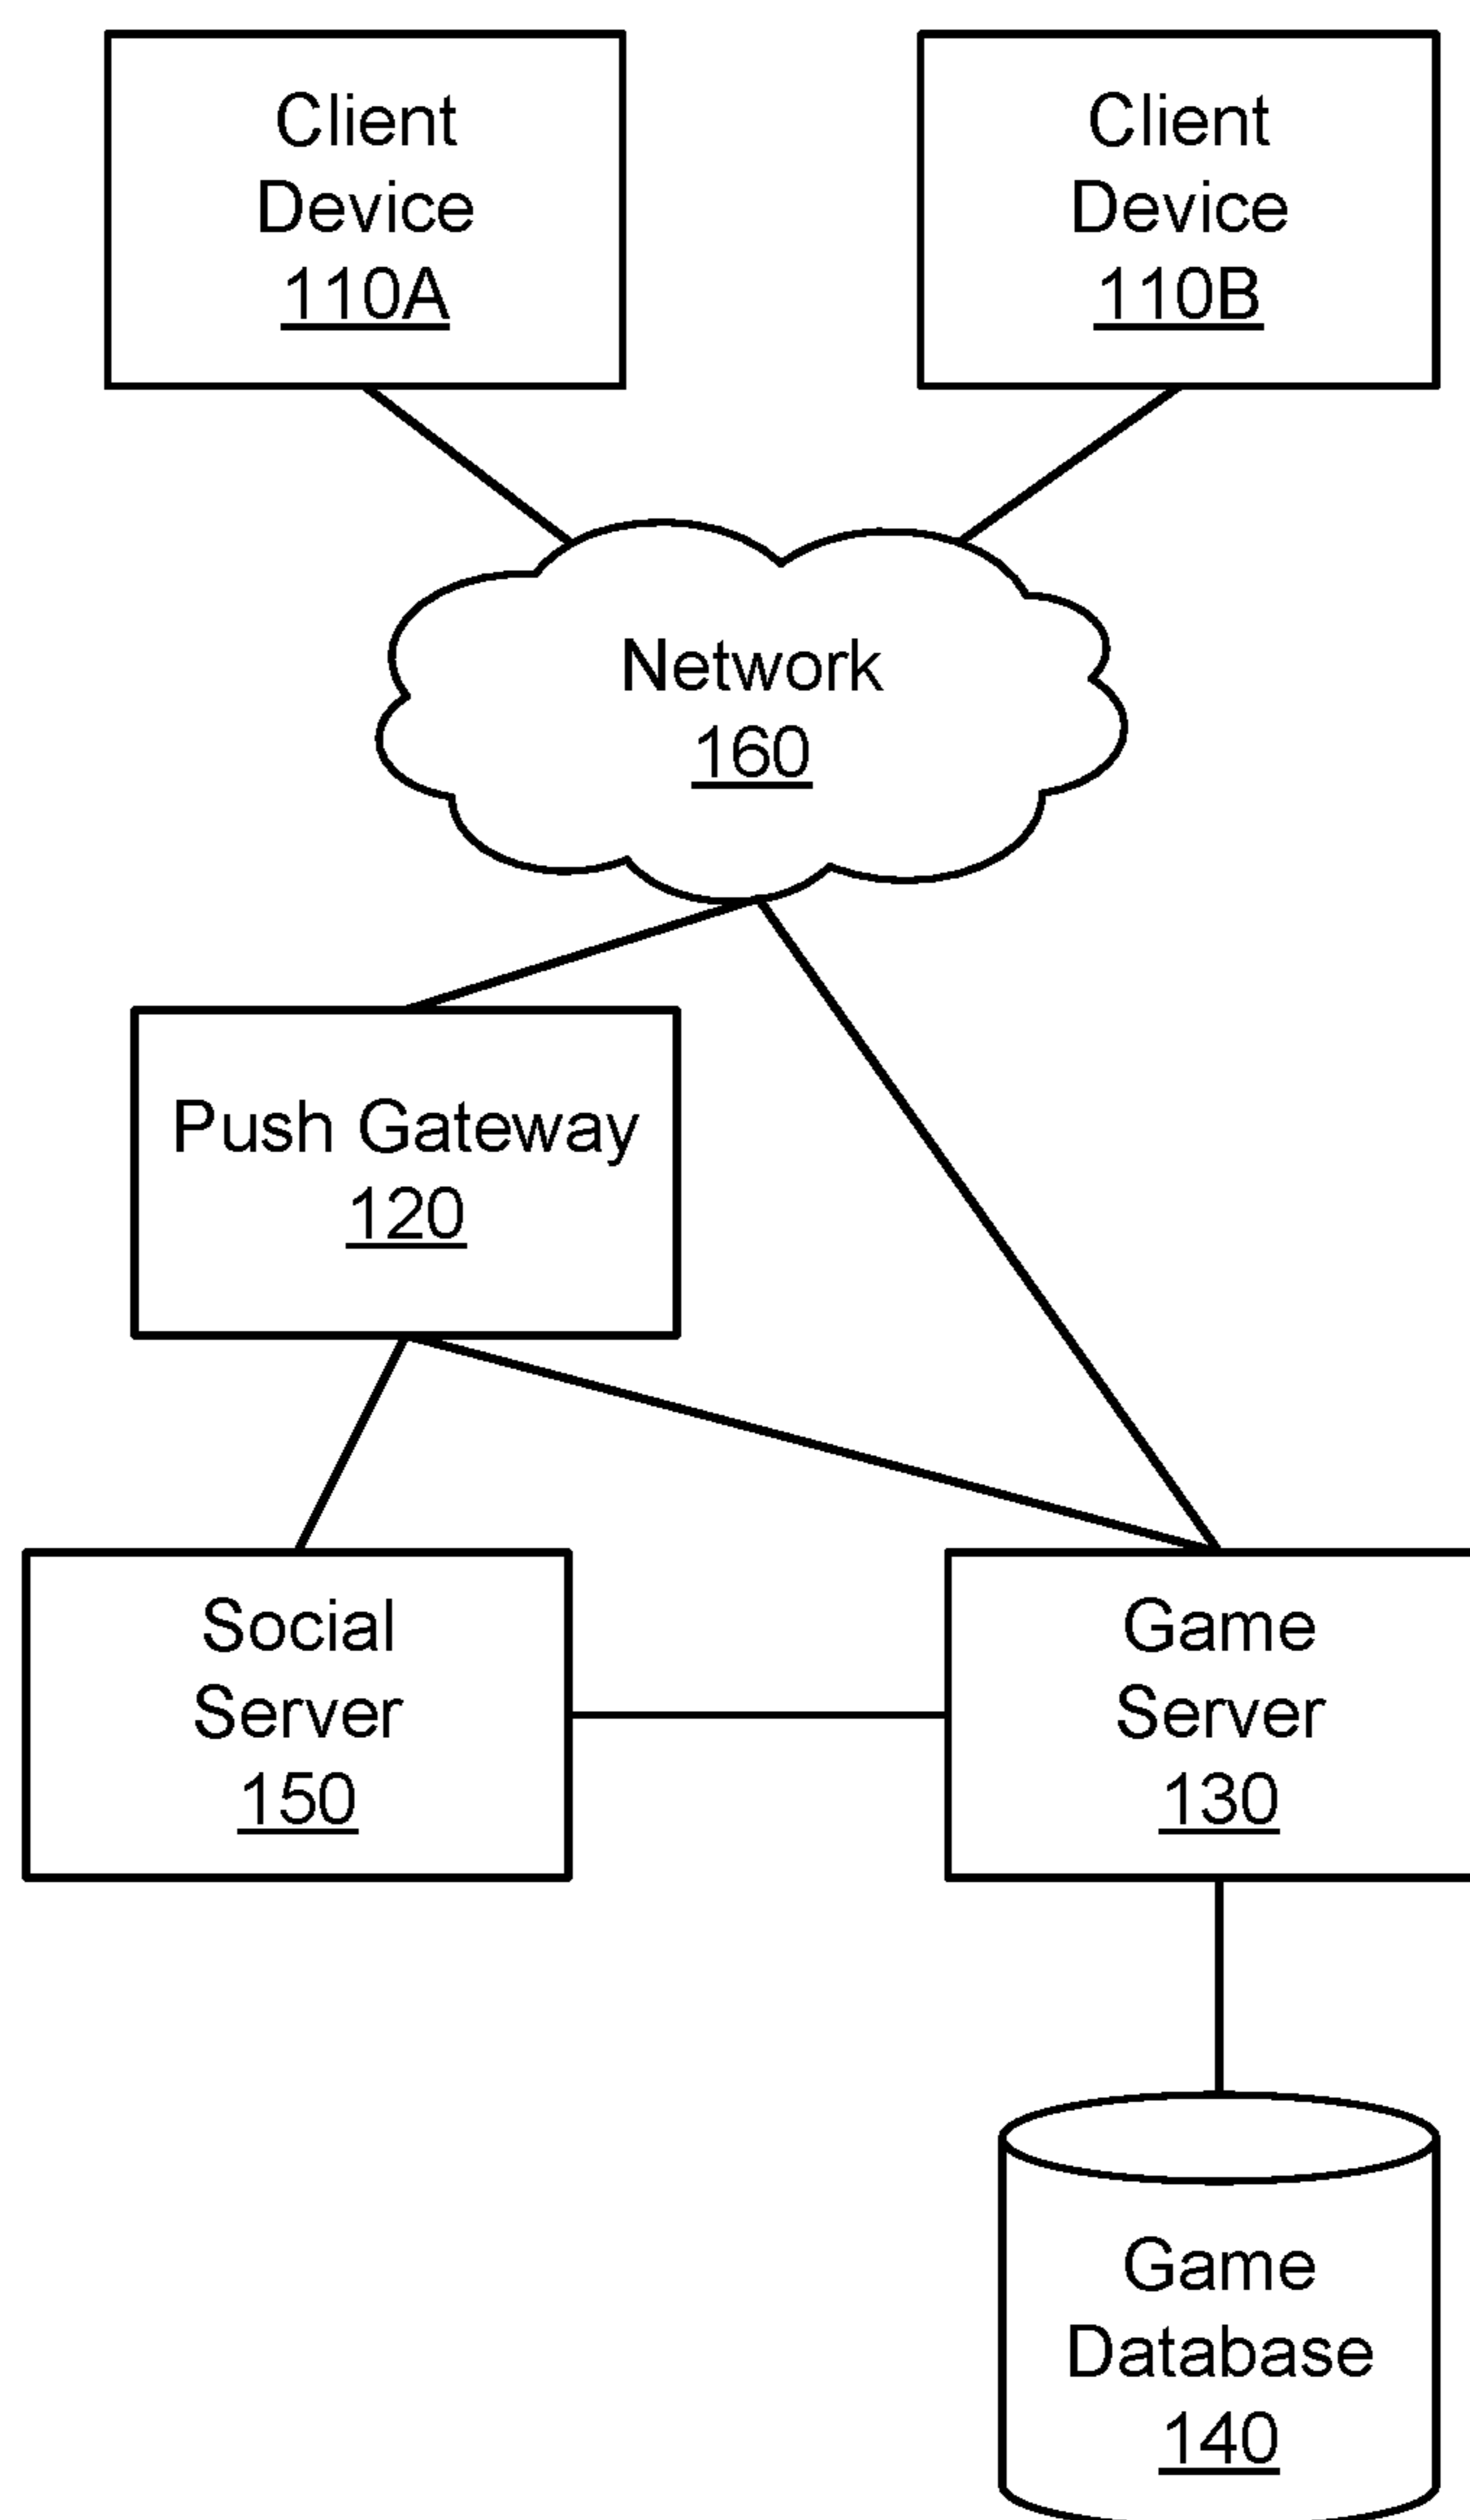 Client
Device
110A
Client
Device
110B
Network
160
Push Gateway
120
Social
Server
150
Game
Server
130
Game
Database
140